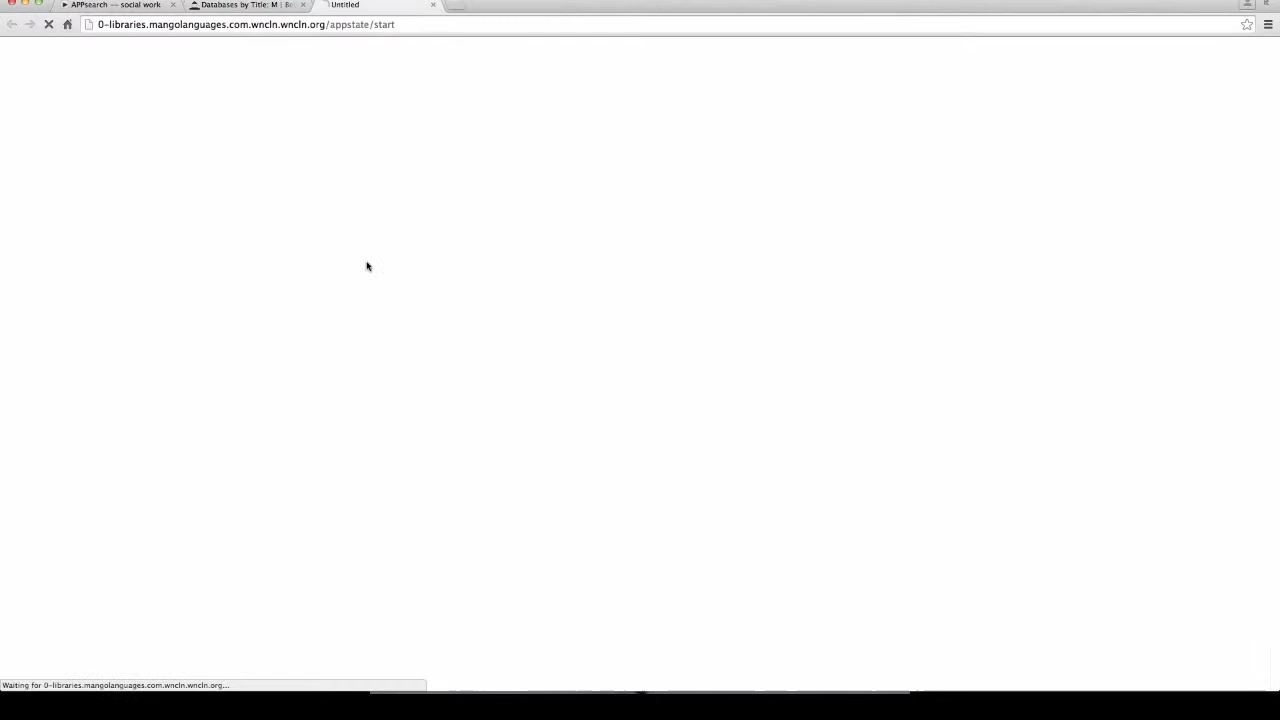 APPsearch — social work
Databases by Title: M | Be
Untitled
0-libraries.mangolanguages.com.wncln.wncln.org/appstate/start
Waiting for 0-libraries.mangolanguages.com.wncln.wncln.org...